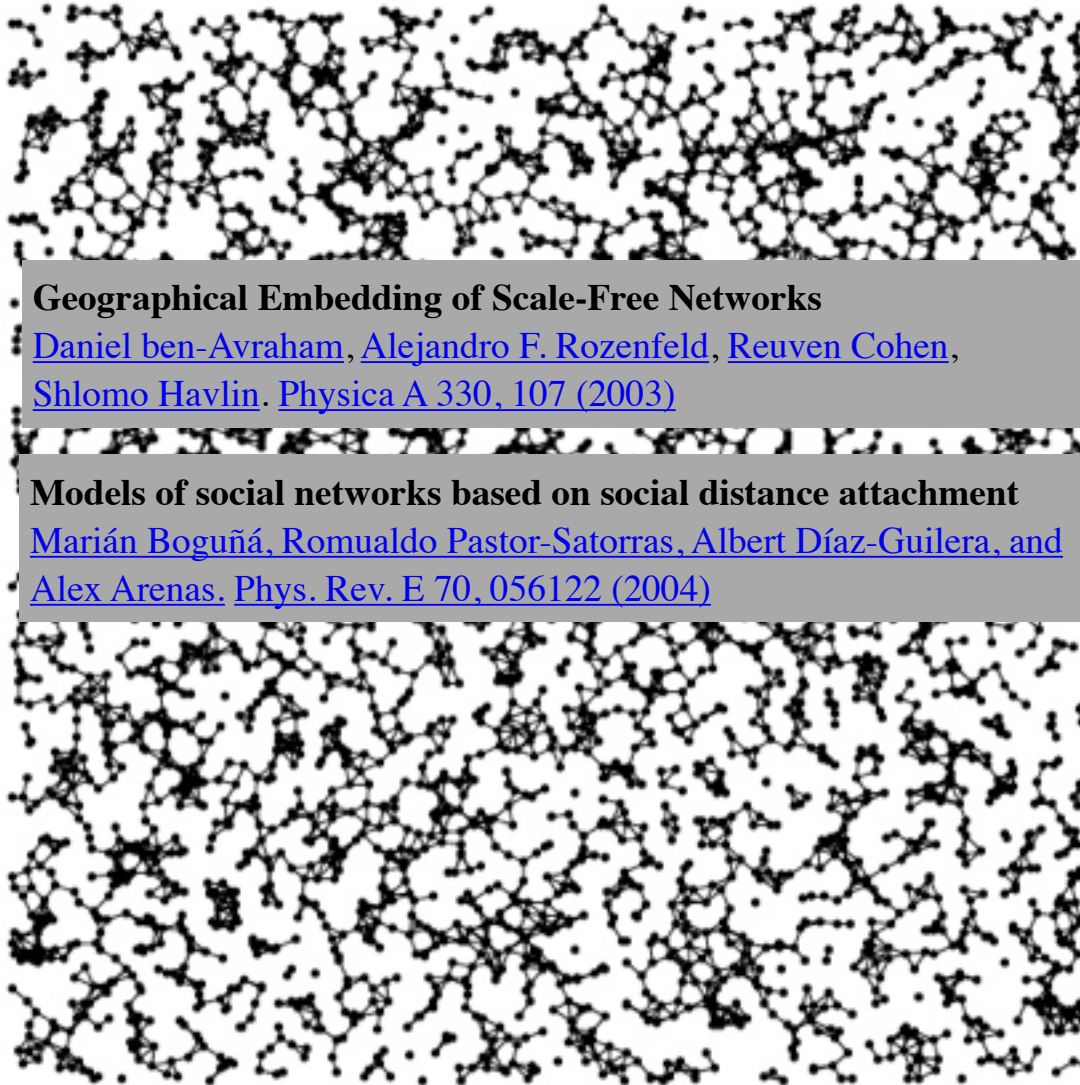 Geographical Embedding of Scale-Free Networks
Daniel ben-Avraham, Alejandro F. Rozenfeld, Reuven Cohen,
Shlomo Havlin. Physica A 330, 107 (2003)
Models of social networks based on social distance attachment
Marián Boguñá, Romualdo Pastor-Satorras, Albert Díaz-Guilera, and
Alex Arenas. Phys. Rev. E 70, 056122 (2004)